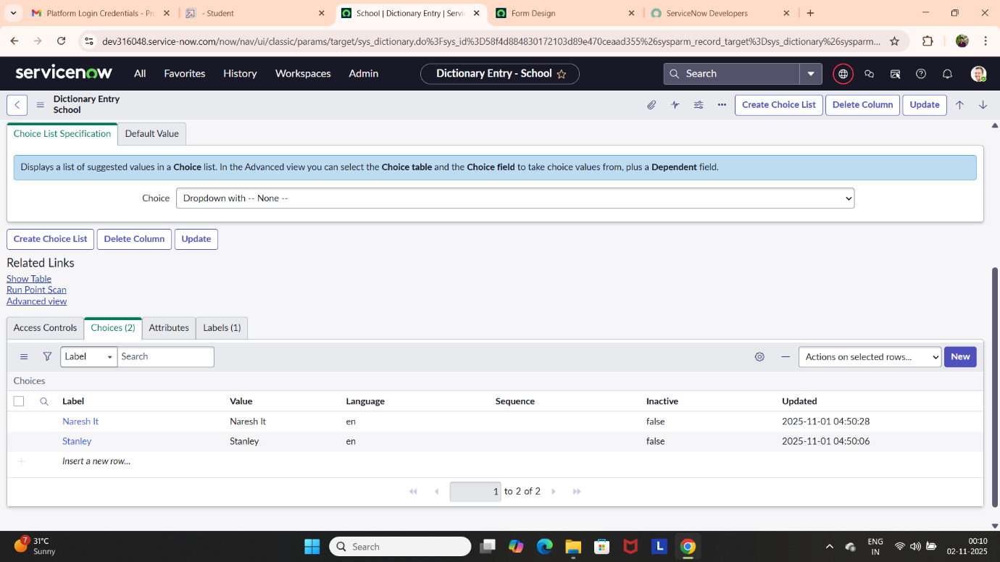 Platform Login Credentials - Pr
- Student
School | Dictionary Entry | Servi
Form Design
ServiceNow Developers
dev316048.service-now.com/now/nav/ui/classic/params/target/sys_dictionary.do%3Fsys_id%3D58f4d884830172103d89e470ceaad355%26sysparm_record_target%3Dsys_dictionary%26sysparm...
servicenow All Favorites History Workspaces Admin Dictionary Entry - School Search
Dictionary Entry
School
Create Choice List Delete Column Update
Choice List Specification Default Value
Displays a list of suggested values in a Choice list. In the Advanced view you can select the Choice table and the Choice field to take choice values from, plus a Dependent field.
Choice Dropdown with -- None --
Create Choice List Delete Column Update
Related Links
Show Table
Run Point Scan
Advanced view
Access Controls Choices (2) Attributes Labels (1)
Label Search Actions on selected rows... New
Choices
Label Value Language Sequence Inactive Updated
Naresh It Naresh It en false 2025-11-01 04:50:28
Stanley Stanley en false 2025-11-01 04:50:06
Insert a new row...
1 to 2 of 2
7 31°C
Sunny
Search
L
ENG
IN
00:10
02-11-2025